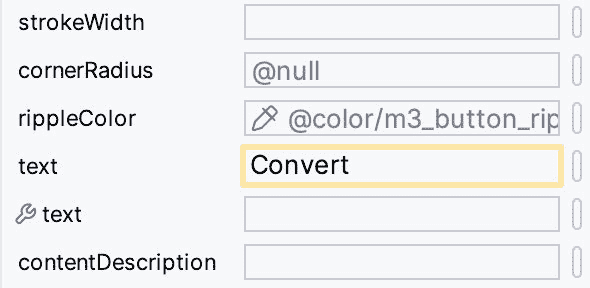 strokeWidth
cornerRadius @null
rippleColor @color/m3_button_rip
text Convert
text
contentDescription